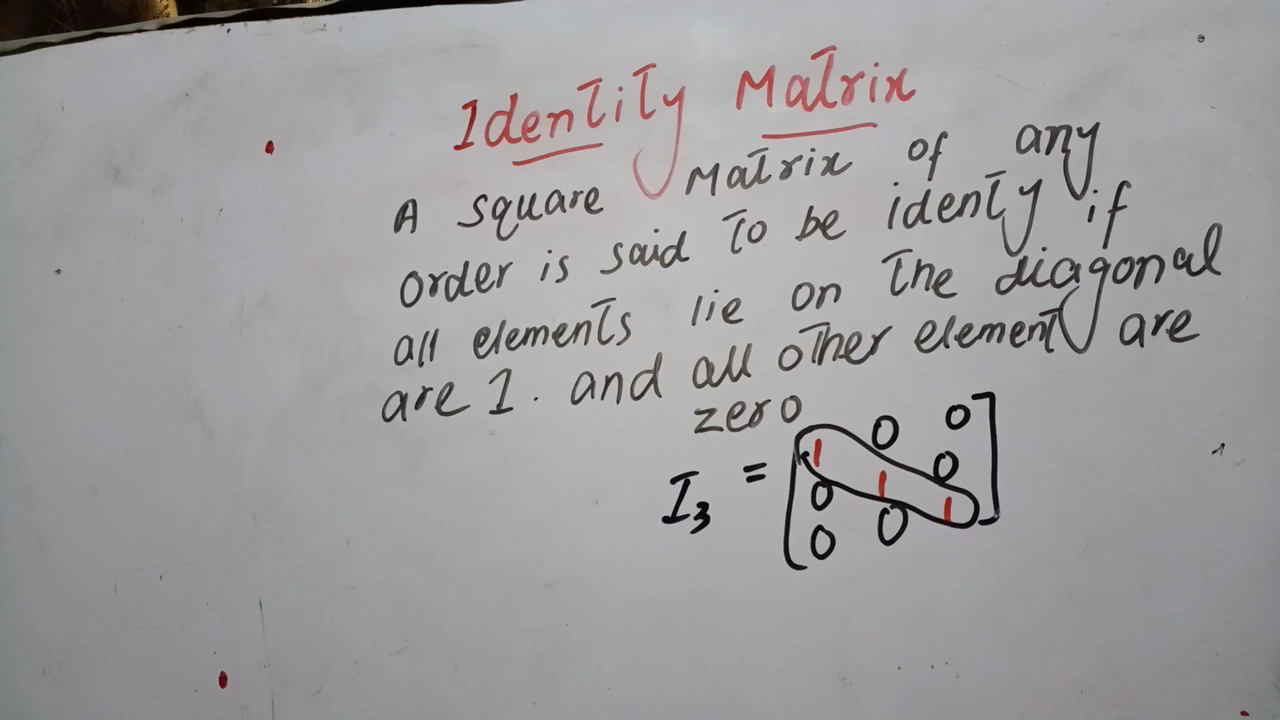 Identity Matrix
A square Matrix of any
order is said to be identy if
all elements lie on the diagonal
are 1. and all other element are
zero
I₃ = [1 0 0]
0 1 0
0 0 1